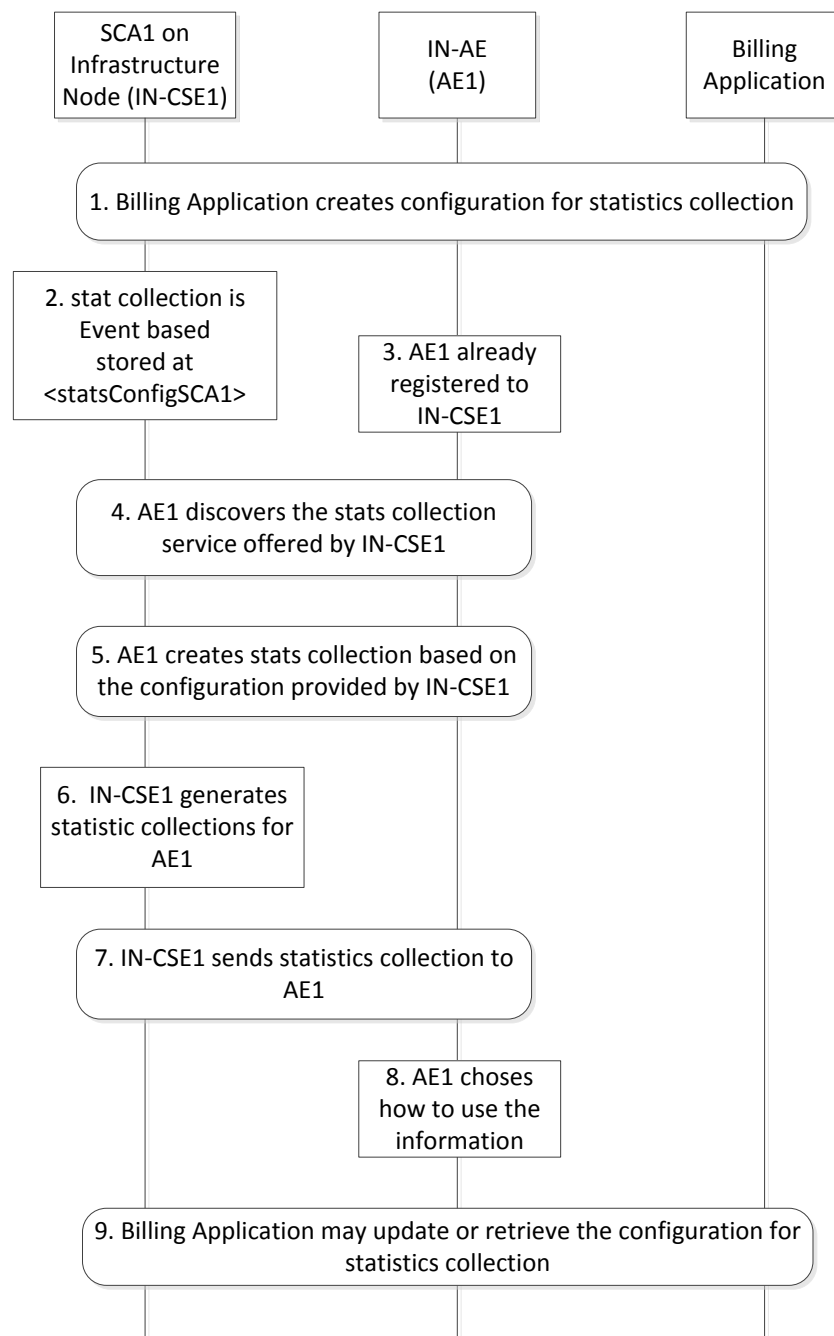 SCA1 on
Infrastructure
Node (IN-CSE1)
IN-AE
(AE1)
Billing
Application
1. Billing Application creates configuration for statistics collection
2. stat collection is
Event based
stored at
<statsConfigSCA1>
3. AE1 already
registered to
IN-CSE1
4. AE1 discovers the stats collection
service offered by IN-CSE1
5. AE1 creates stats collection based on
the configuration provided by IN-CSE1
6. IN-CSE1 generates
statistic collections for
AE1
7. IN-CSE1 sends statistics collection to
AE1
8. AE1 choses
how to use the
information
9. Billing Application may update or retrieve the configuration for
statistics collection